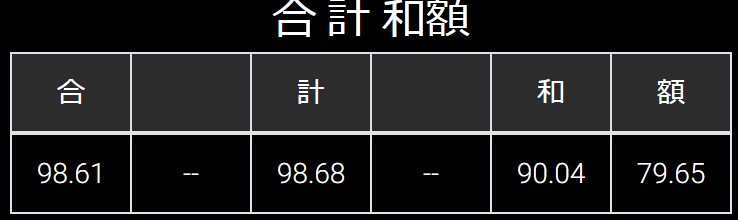 合 計 和額
合 計 和 額
98.61 -- 98.68 -- 90.04 79.65